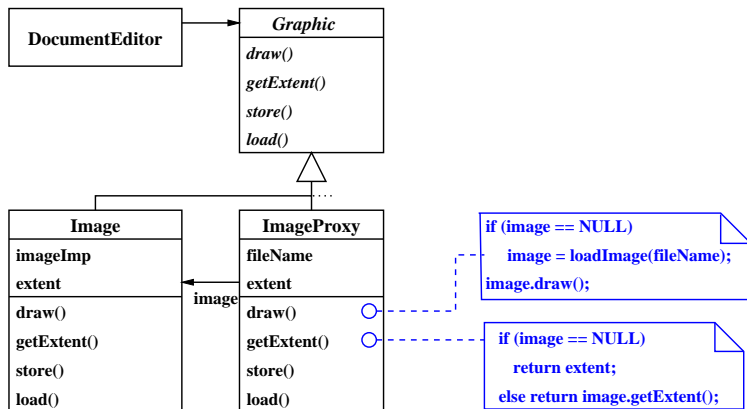 DocumentEditor
Graphic
draw()
getExtent()
store()
load()
Image
imageImp
extent
draw()
getExtent()
store()
load()
image
ImageProxy
fileName
extent
draw()
getExtent()
store()
load()
if (image == NULL)
image = loadImage(fileName);
image.draw();
if (image == NULL)
return extent;
else return image.getExtent();